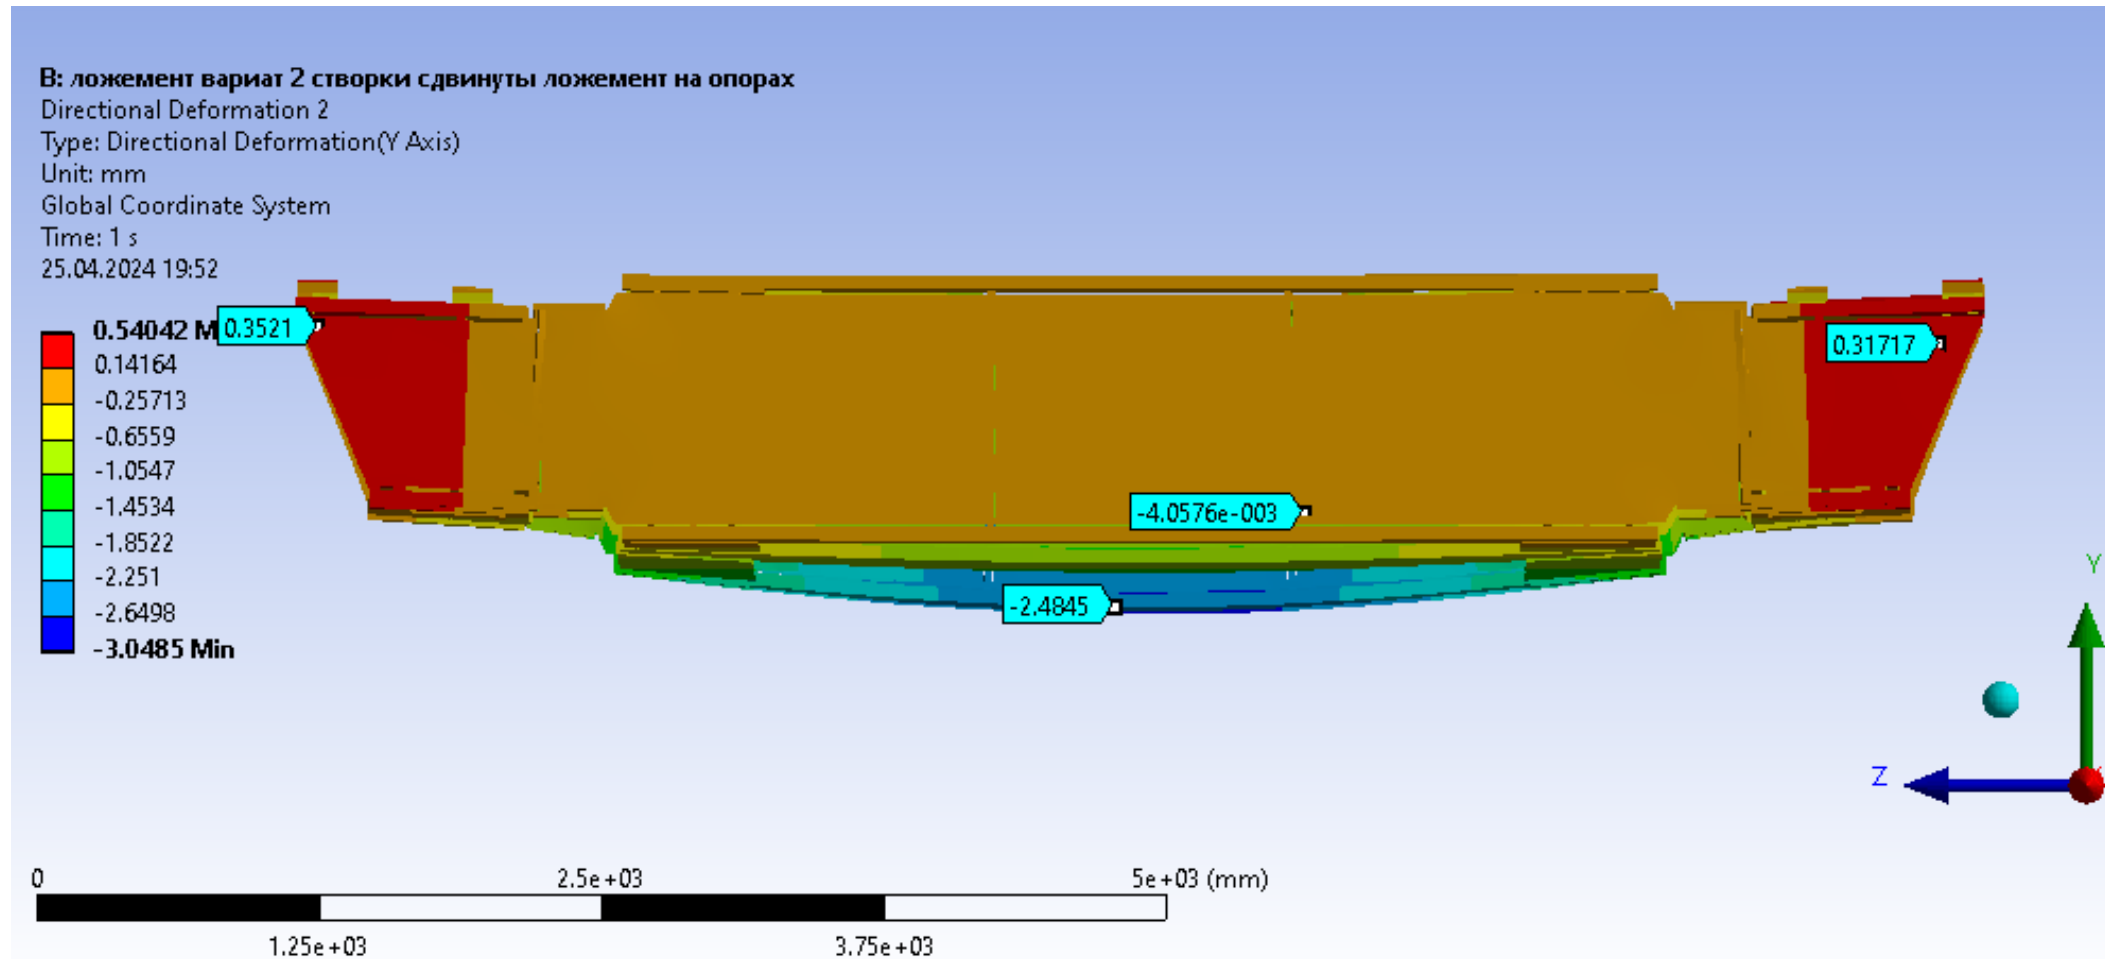 B: ложемент вариат 2 створки сдвинуты ложемент на опорах
Directional Deformation 2
Type: Directional Deformation(Y Axis)
Unit: mm
Global Coordinate System
Time: 1 s
25.04.2024 19:52
0.54042 M
0.14164
-0.25713
-0.6559
-1.0547
-1.4534
-1.8522
-2.251
-2.6498
-3.0485 Min
0.3521
0.31717
-4.0576e-003
-2.4845
Y
Z
0
2.5e+03
5e+03 (mm)
1.25e+03
3.75e+03